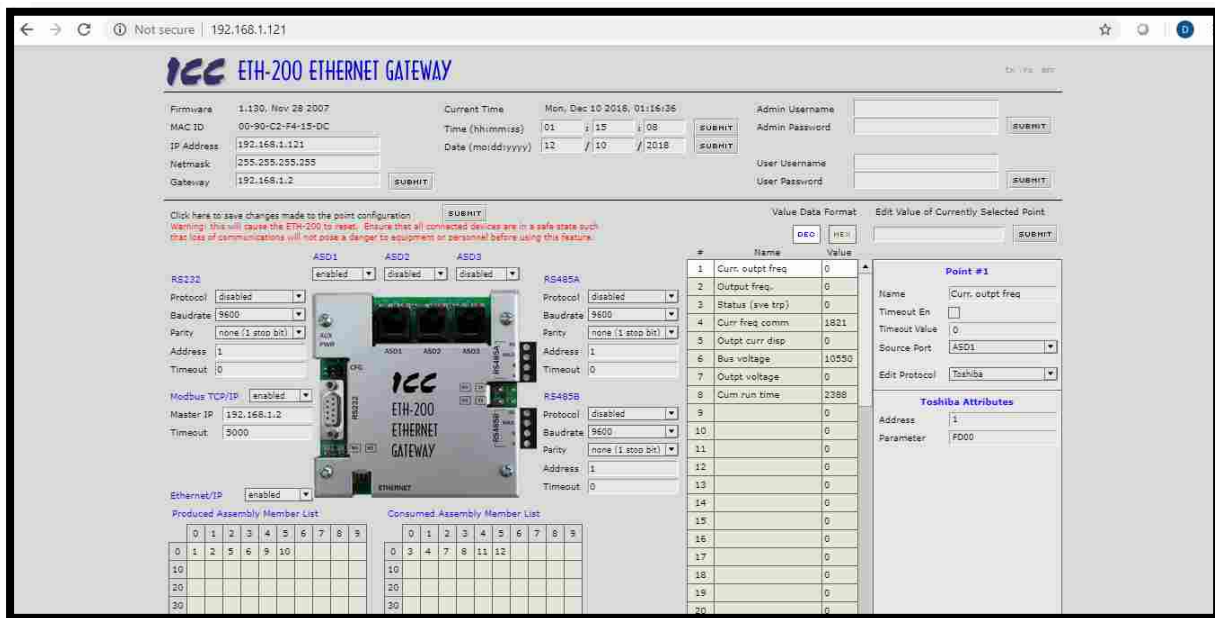 Not secure | 192.168.1.121
D
ICC ETH-200 ETHERNET GATEWAY
Firmware 1.130, Nov 28 2007
MAC ID 00-90-C2-F4-15-DC
IP Address 192.168.1.121
Netmask 255.255.255.255
Gateway 192.168.1.2 SUBMIT
Current Time Mon, Dec 10 2018, 01:16:36
Time (hh:mm:ss) 01 : 15 : 08 SUBMIT
Date (mo:dd:yyyy) 12 / 10 / 2018 SUBMIT
Admin Username
Admin Password SUBMIT
User Username
User Password SUBMIT
Click here to save changes made to the point configuration SUBMIT
Warning: this will cause the ETH-200 to reset. Ensure that all connected devices are in a safe state such
that loss of communications will not pose a danger to equipment or personnel before using this feature.
ASD1 ASD2 ASD3
enabled disabled disabled
RS232
Protocol disabled
Baudrate 9600
Parity none (1 stop bit)
Address 1
Timeout 0
Modbus TCP/IP enabled
Master IP 192.168.1.2
Timeout 5000
Ethernet/IP enabled
AUX
PWR
ASD1 ASD2 ASD3
CFG
RS232
RS485A
RS485B
ICC
ETH-200
ETHERNET
GATEWAY
ETHERNET
RS485A
Protocol disabled
Baudrate 9600
Parity none (1 stop bit)
Address 1
Timeout 0
RS485B
Protocol disabled
Baudrate 9600
Parity none (1 stop bit)
Address 1
Timeout 0
Produced Assembly Member List
0 1 2 3 4 5 6 7 8 9
0 1 2 5 6 9 10
10
20
30
Consumed Assembly Member List
0 1 2 3 4 5 6 7 8 9
0 3 4 7 8 11 12
10
20
30
Value Data Format
DEC HEX
# Name Value
1 Curr. outpt freq 0
2 Output freq. 0
3 Status (sve trp) 0
4 Curr freq comm 1821
5 Outpt curr disp 0
6 Bus voltage 10550
7 Outpt voltage 0
8 Cum run time 2388
9 0
10 0
11 0
12 0
13 0
14 0
15 0
16 0
17 0
18 0
19 0
20 0
Edit Value of Currently Selected Point
SUBMIT
Point #1
Name Curr. outpt freq
Timeout En
Timeout Value 0
Source Port ASD1
Edit Protocol Toshiba
Toshiba Attributes
Address 1
Parameter FD00